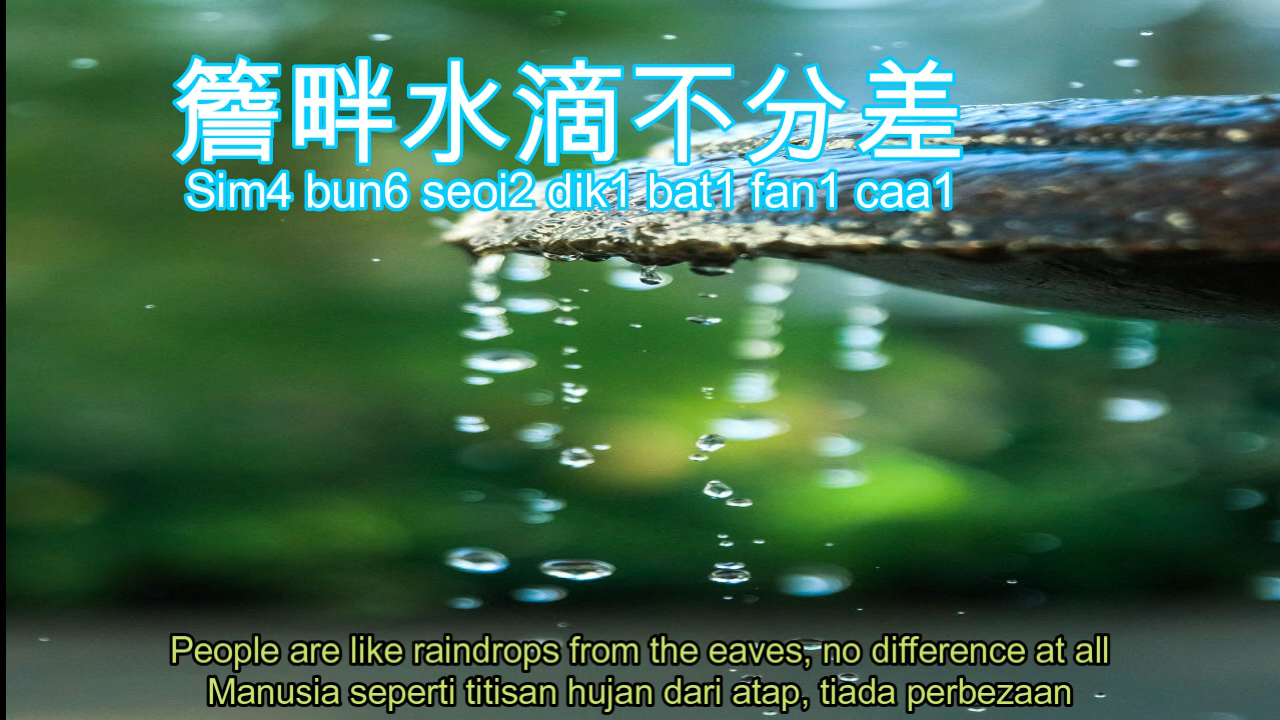 簷畔水滴不分差
Sim4 bun6 seoi2 dik1 bat1 fan1 caa1
People are like raindrops from the eaves, no difference at all
Manusia seperti titisan hujan dari atap, tiada perbezaan